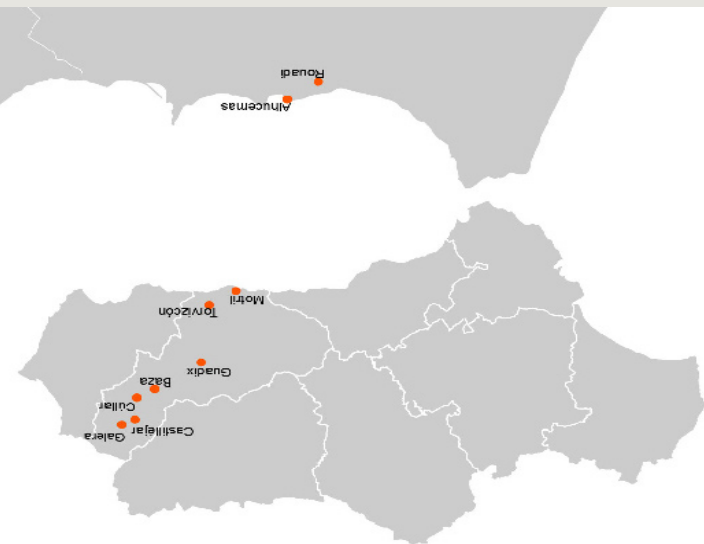 Galera
Castilléjar
Cúllar
Baza
Guadix
Torvizcón
Motril
Alhucemas
Rouadi